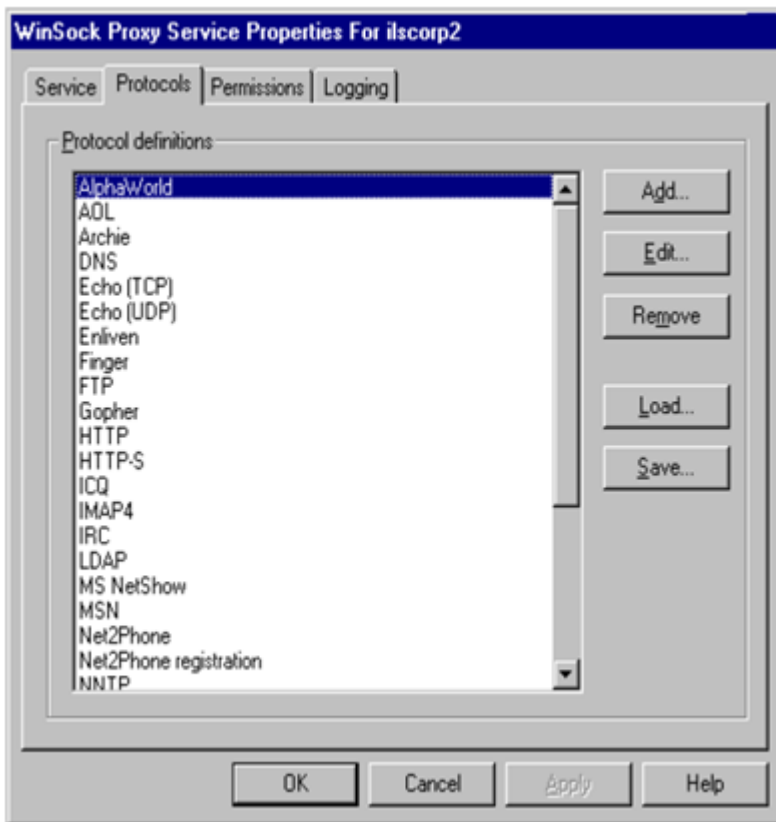 WinSock Proxy Service Properties For ilscorp2
Service Protocols Permissions Logging
Protocol definitions
AlphaWorld
AOL
Archie
DNS
Echo (TCP)
Echo (UDP)
Enliven
Finger
FTP
Gopher
HTTP
HTTP-S
ICQ
IMAP4
IRC
LDAP
MS NetShow
MSN
Net2Phone
Net2Phone registration
NNTP
Add...
Edit...
Remove
Load...
Save...
OK Cancel Apply Help